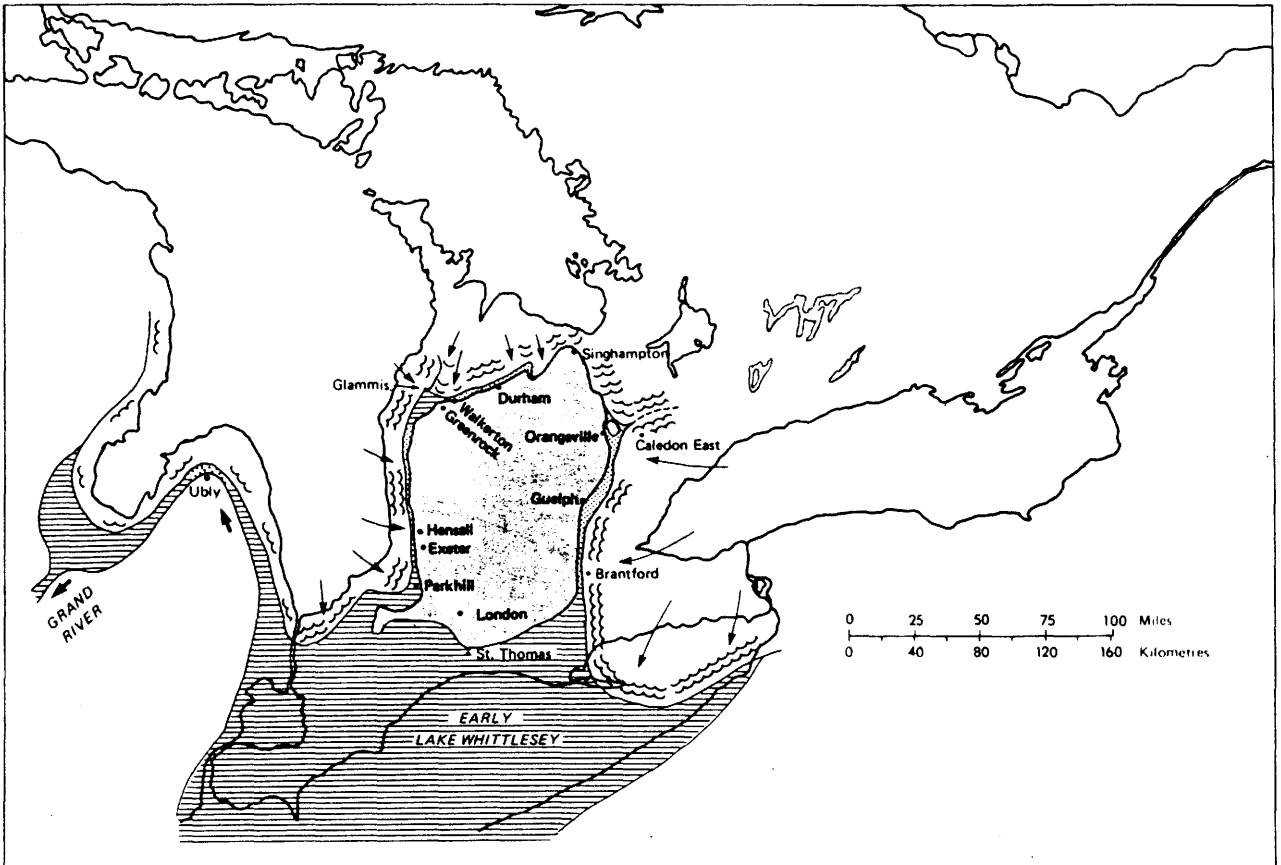 Singhampton
Glammis
Durham
Walkerton
Greenrock
Orangeville
Caledon East
Ubly
Guelph
Hensall
Exeter
Brantford
Parkhill
London
St. Thomas
GRAND
RIVER
EARLY
LAKE WHITTLESEY
0 25 50 75 100 Miles
0 40 80 120 160 Kilometres